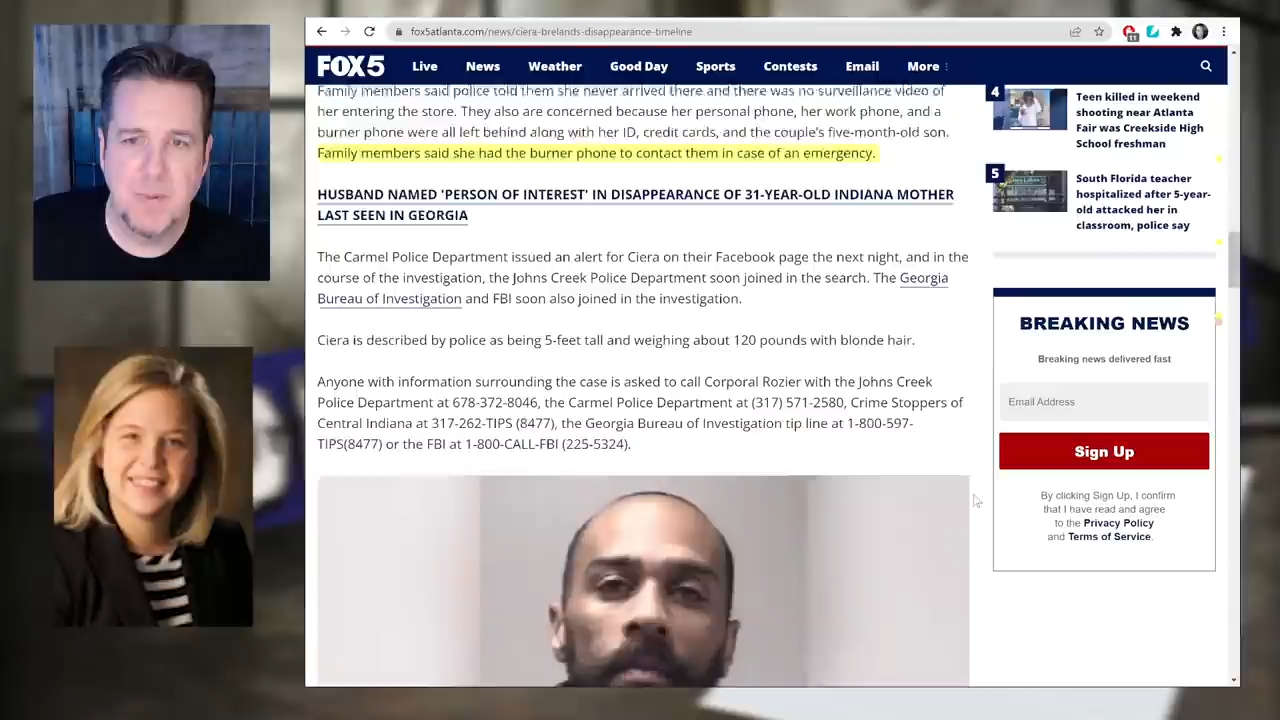 fox5atlanta.com/news/ciera-brelands-disappearance-timeline
11
FOX 5
Live
News
Weather
Good Day
Sports
Contests
Email
More
Family members said police told them she never arrived there and there was no surveillance video of
her entering the store. They also are concerned because her personal phone, her work phone, and a
burner phone were all left behind along with her ID, credit cards, and the couple's five-month-old son.
Family members said she had the burner phone to contact them in case of an emergency.
HUSBAND NAMED 'PERSON OF INTEREST' IN DISAPPEARANCE OF 31-YEAR-OLD INDIANA MOTHER
LAST SEEN IN GEORGIA
The Carmel Police Department issued an alert for Ciera on their Facebook page the next night, and in the
course of the investigation, the Johns Creek Police Department soon joined in the search. The Georgia
Bureau of Investigation and FBI soon also joined in the investigation.
Ciera is described by police as being 5-feet tall and weighing about 120 pounds with blonde hair.
Anyone with information surrounding the case is asked to call Corporal Rozier with the Johns Creek
Police Department at 678-372-8046, the Carmel Police Department at (317) 571-2580, Crime Stoppers of
Central Indiana at 317-262-TIPS (8477), the Georgia Bureau of Investigation tip line at 1-800-597-
TIPS(8477) or the FBI at 1-800-CALL-FBI (225-5324).
4
Teen killed in weekend
shooting near Atlanta
Fair was Creekside High
School freshman
5
South Florida teacher
hospitalized after 5-year-
old attacked her in
classroom, police say
BREAKING NEWS
Breaking news delivered fast
Email Address
Sign Up
By clicking Sign Up, I confirm
that I have read and agree
to the Privacy Policy
and Terms of Service.